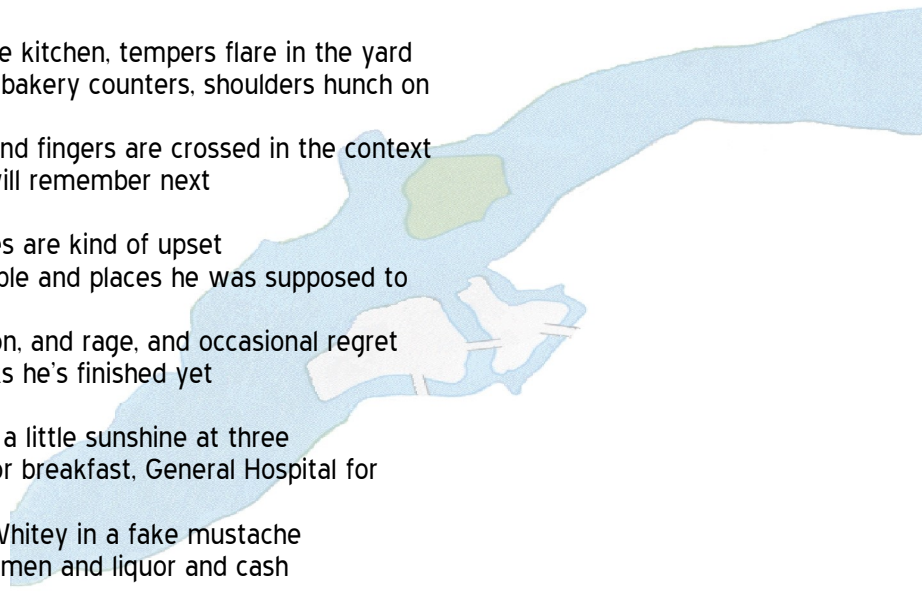 e kitchen, tempers flare in the yard
bakery counters, shoulders hunch on
nd fingers are crossed in the context
will remember next
es are kind of upset
ple and places he was supposed to
on, and rage, and occasional regret
ks he's finished yet
a little sunshine at three
or breakfast, General Hospital for
Whitey in a fake mustache
men and liquor and cash